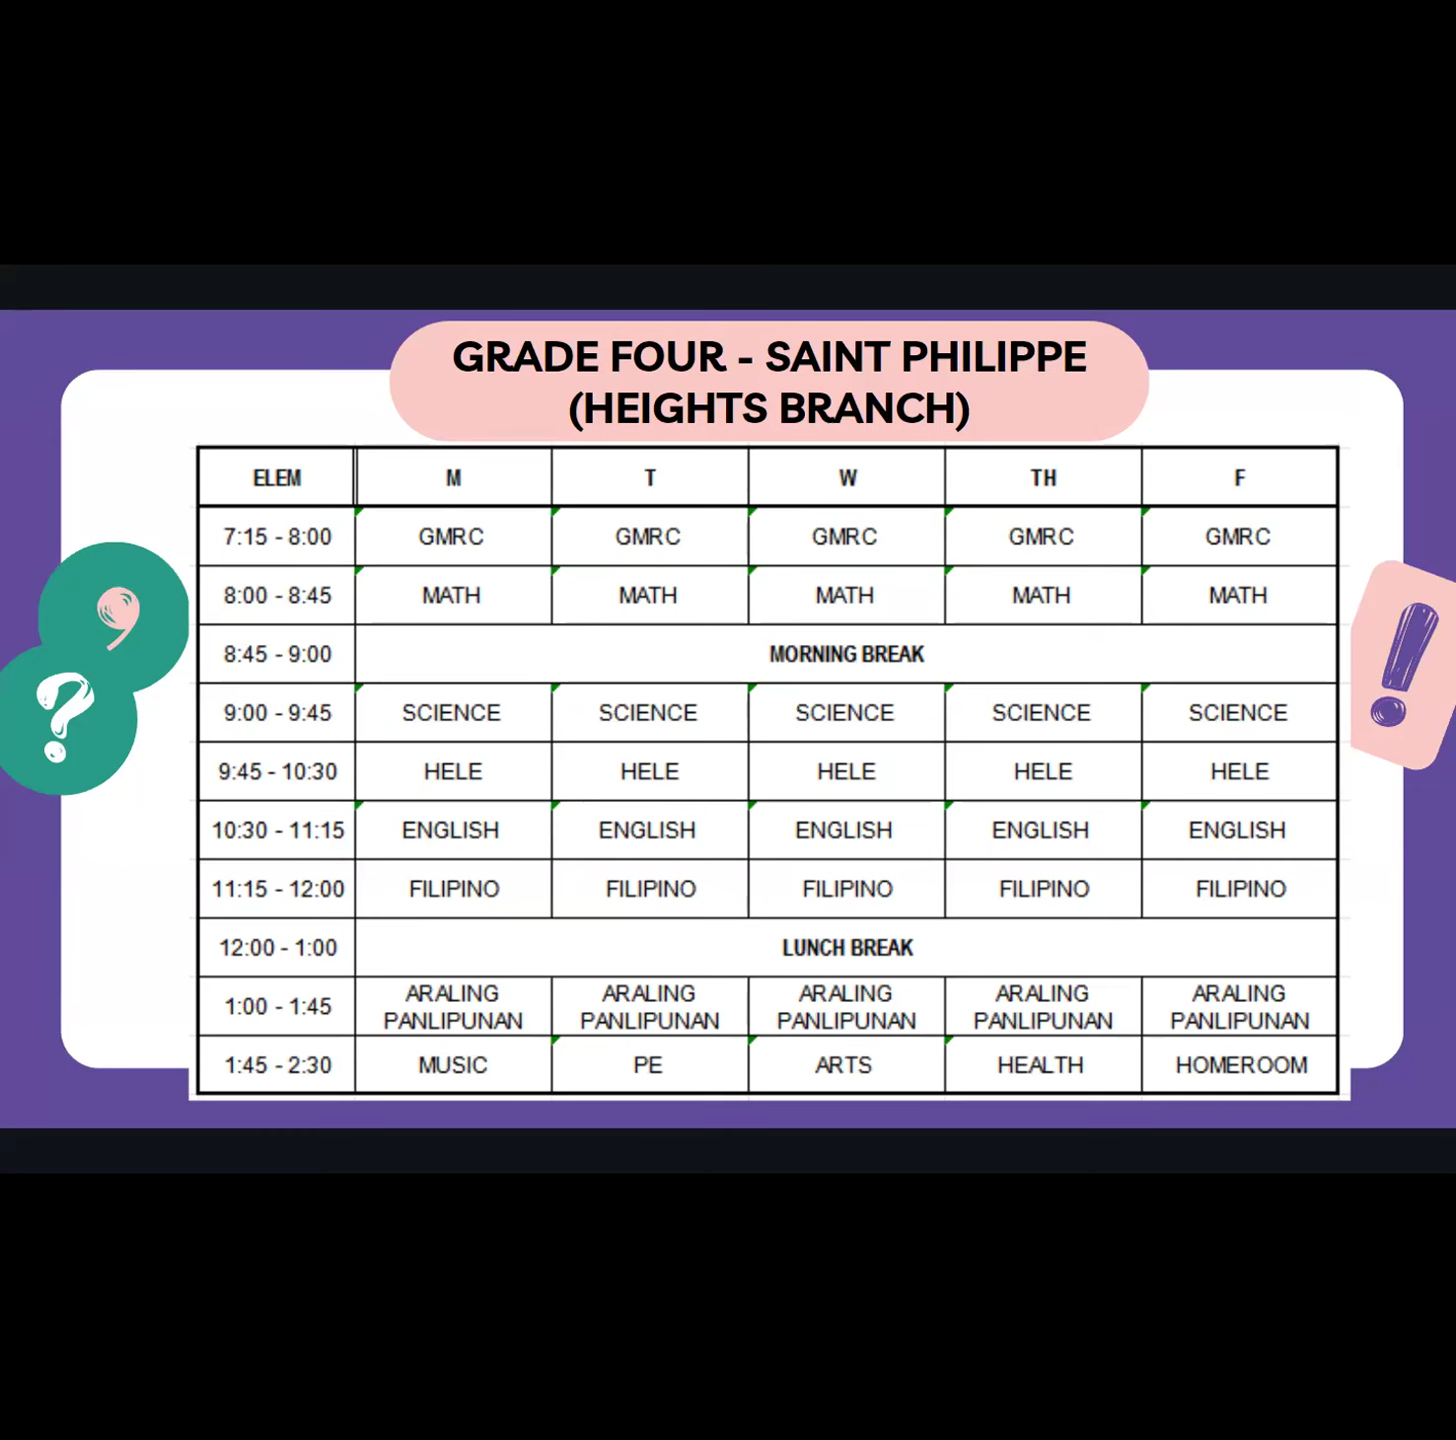 GRADE FOUR - SAINT PHILIPPE
(HEIGHTS BRANCH)
ELEM M T W TH F
7:15 - 8:00 GMRC GMRC GMRC GMRC GMRC
8:00 - 8:45 MATH MATH MATH MATH MATH
8:45 - 9:00 MORNING BREAK
9:00 - 9:45 SCIENCE SCIENCE SCIENCE SCIENCE SCIENCE
9:45 - 10:30 HELE HELE HELE HELE HELE
10:30 - 11:15 ENGLISH ENGLISH ENGLISH ENGLISH ENGLISH
11:15 - 12:00 FILIPINO FILIPINO FILIPINO FILIPINO FILIPINO
12:00 - 1:00 LUNCH BREAK
1:00 - 1:45 ARALING PANLIPUNAN ARALING PANLIPUNAN ARALING PANLIPUNAN ARALING PANLIPUNAN ARALING PANLIPUNAN
1:45 - 2:30 MUSIC PE ARTS HEALTH HOMEROOM
,
?
!